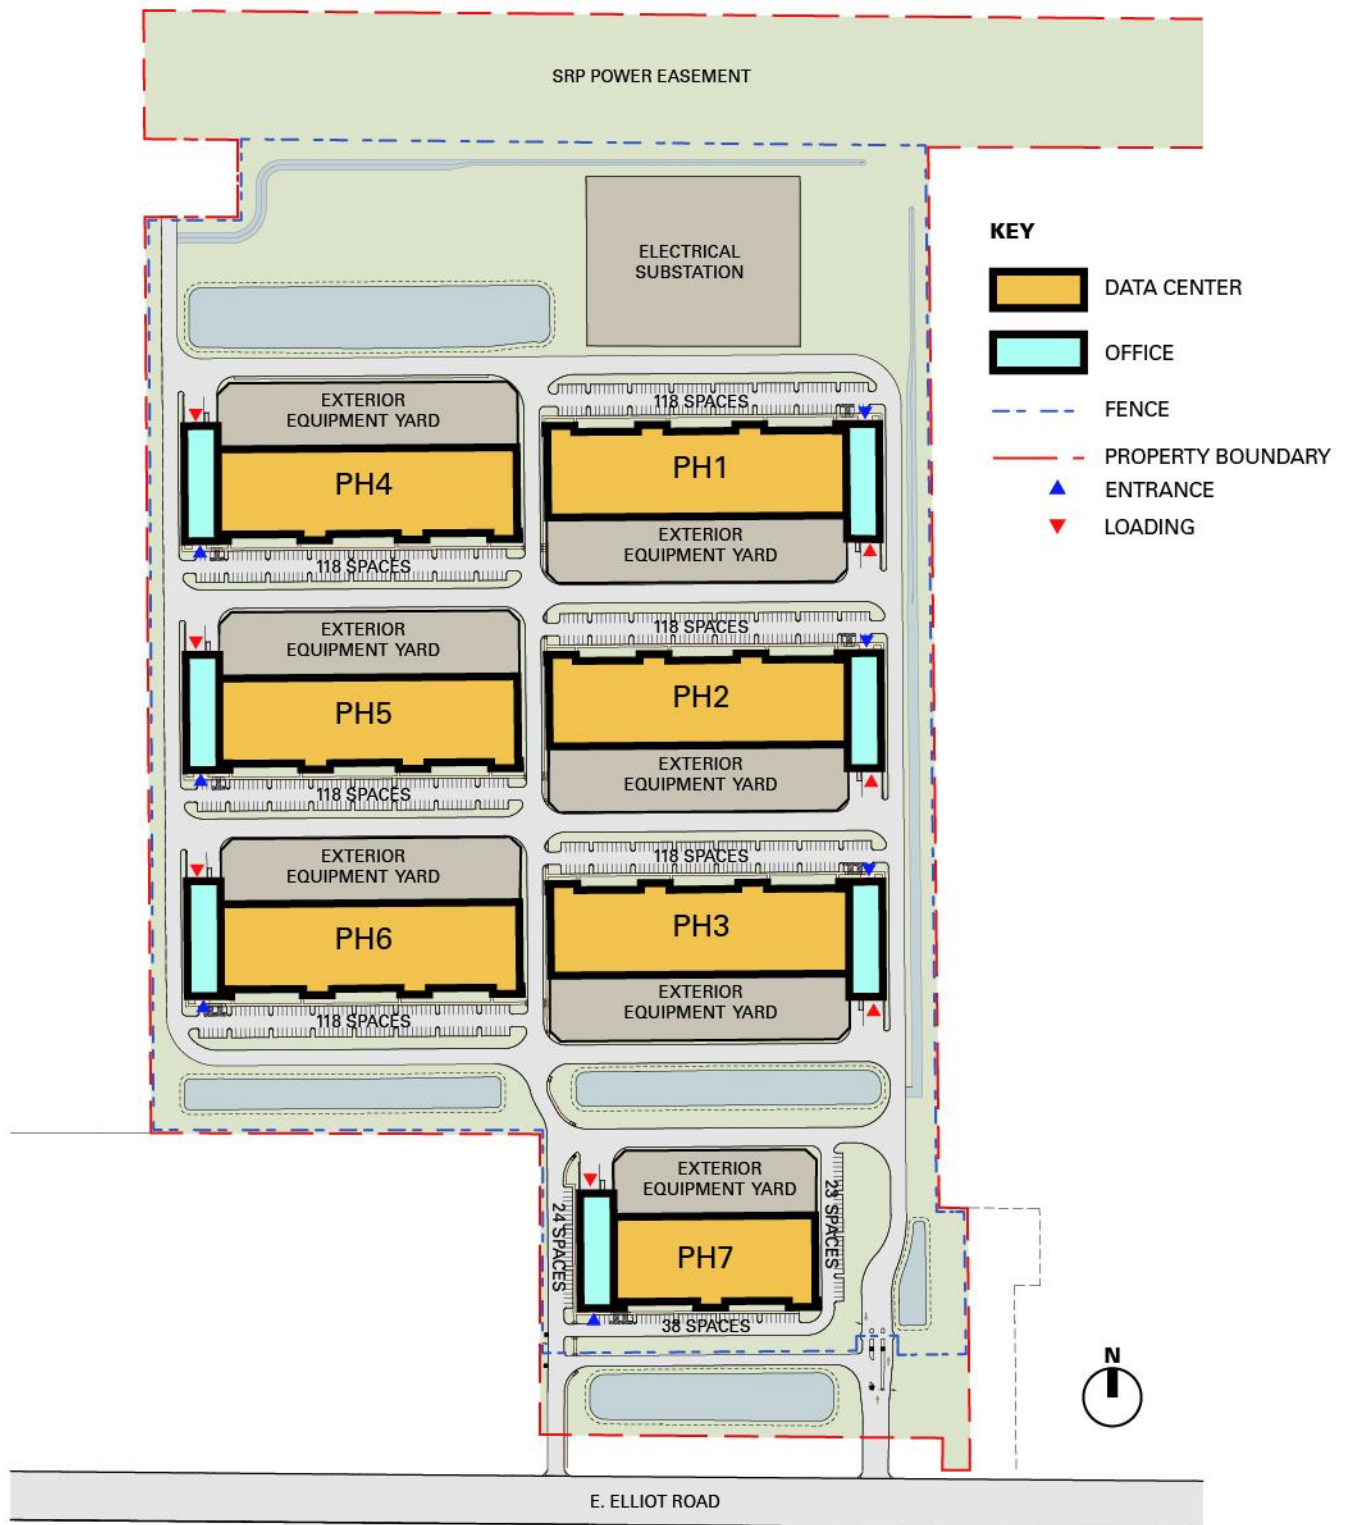 SRP POWER EASEMENT
ELECTRICAL
SUBSTATION
KEY
DATA CENTER
OFFICE
FENCE
PROPERTY BOUNDARY
ENTRANCE
LOADING
EXTERIOR
EQUIPMENT YARD
PH4
118 SPACES
118 SPACES
PH1
EXTERIOR
EQUIPMENT YARD
EXTERIOR
EQUIPMENT YARD
PH5
118 SPACES
118 SPACES
PH2
EXTERIOR
EQUIPMENT YARD
EXTERIOR
EQUIPMENT YARD
PH6
118 SPACES
118 SPACES
PH3
EXTERIOR
EQUIPMENT YARD
EXTERIOR
EQUIPMENT YARD
24 SPACES
PH7
23 SPACES
38 SPACES
N
E. ELLIOT ROAD